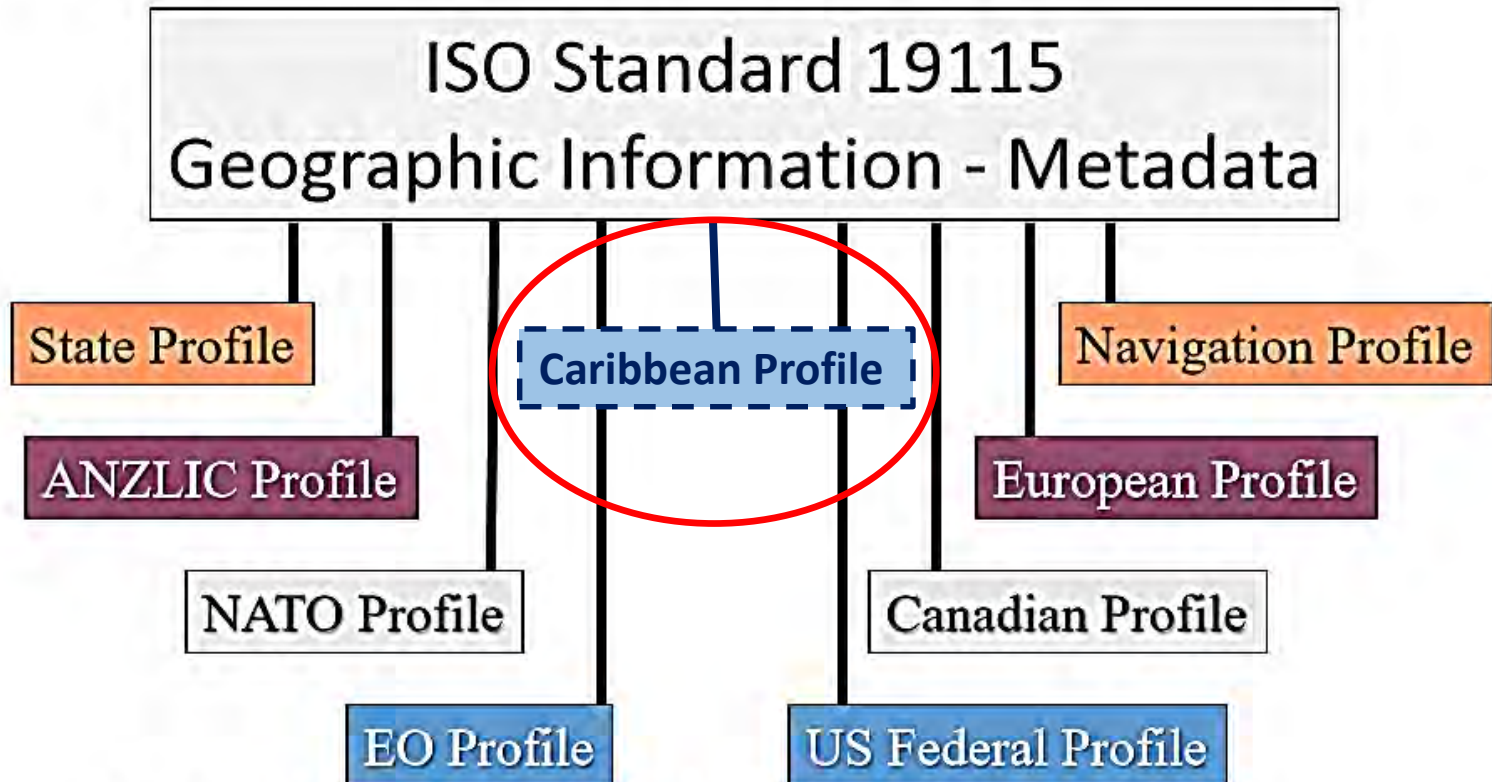 ISO Standard 19115
Geographic Information - Metadata
State Profile
Caribbean Profile
Navigation Profile
ANZLIC Profile
European Profile
NATO Profile
Canadian Profile
EO Profile
US Federal Profile